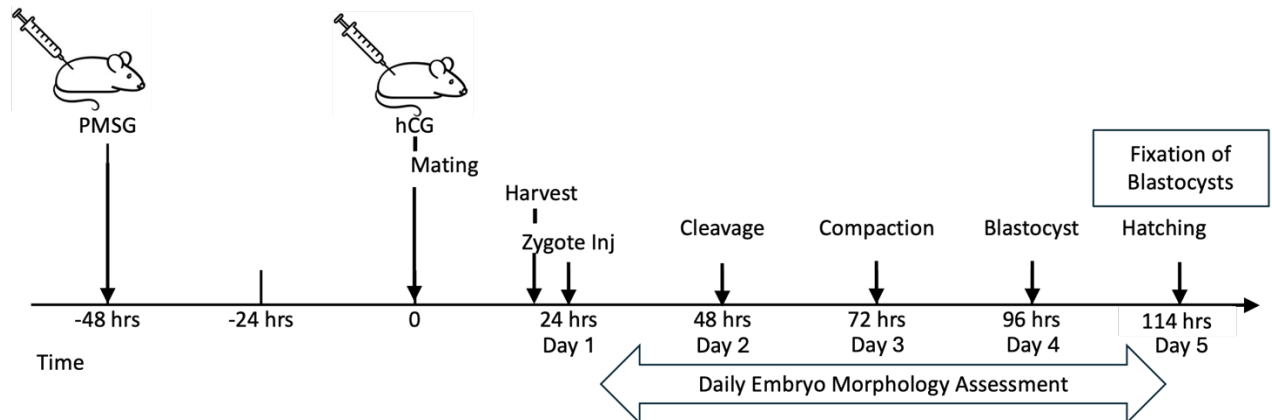 PMSG
hCG
Mating
Harvest
Zygote Inj
Cleavage
Compaction
Blastocyst
Fixation of
Blastocysts
Hatching
-48 hrs
-24 hrs
0
24 hrs
Day 1
48 hrs
Day 2
72 hrs
Day 3
96 hrs
Day 4
114 hrs
Day 5
Time
Daily Embryo Morphology Assessment